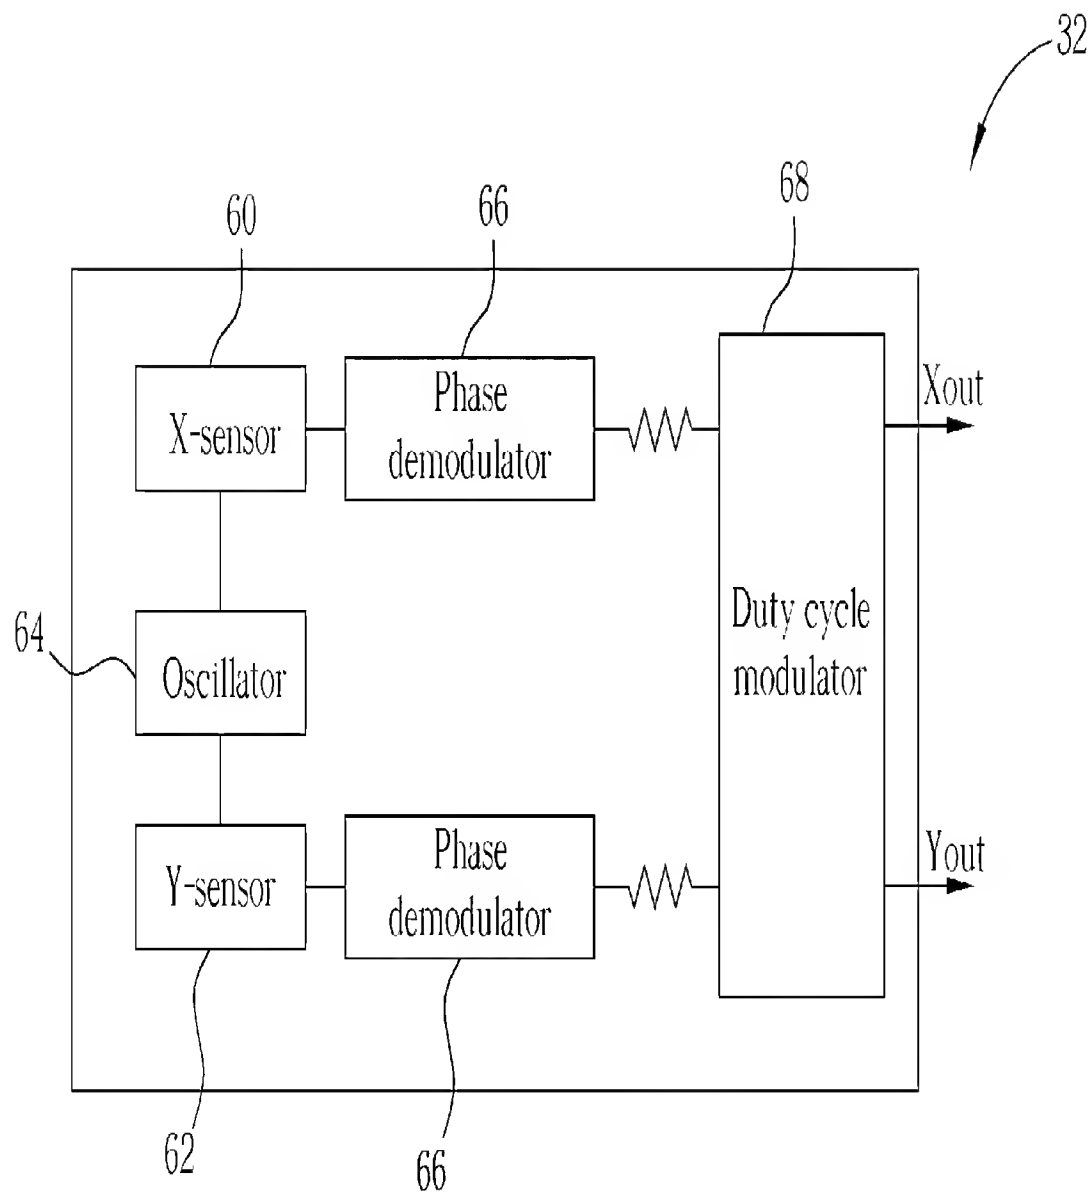 32
60
66
68
X-sensor
Phase
demodulator
Xout
64
Oscillator
Duty cycle
modulator
Y-sensor
Phase
demodulator
Yout
62
66